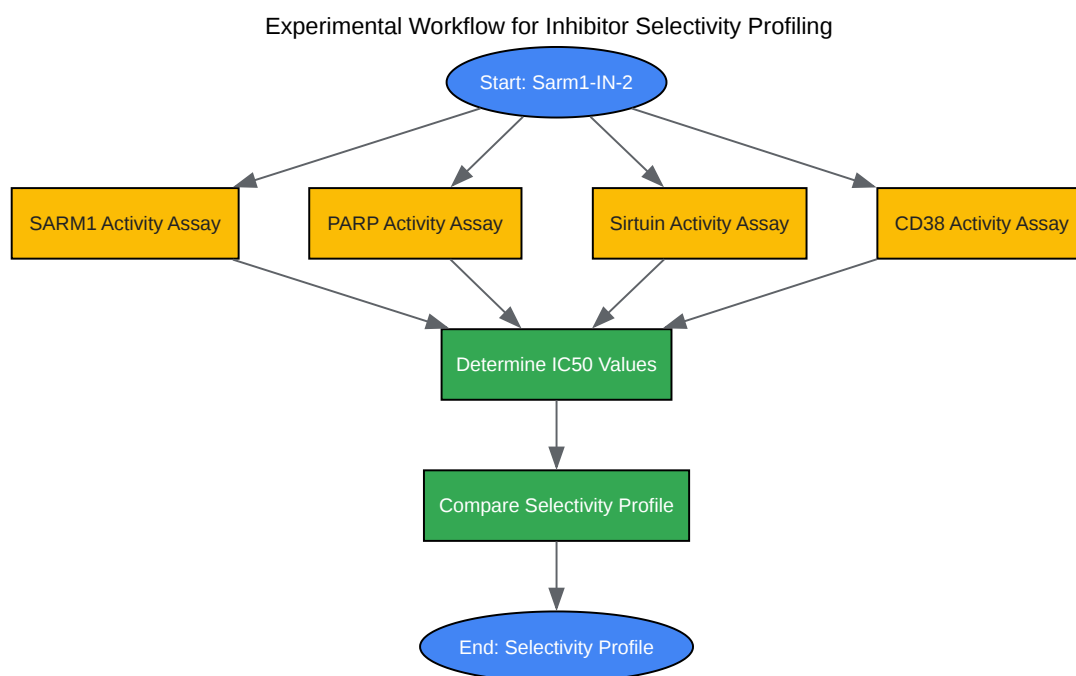 Experimental Workflow for Inhibitor Selectivity Profiling
Start: Sarm1-IN-2
SARM1 Activity Assay
PARP Activity Assay
Sirtuin Activity Assay
CD38 Activity Assay
Determine IC50 Values
Compare Selectivity Profile
End: Selectivity Profile